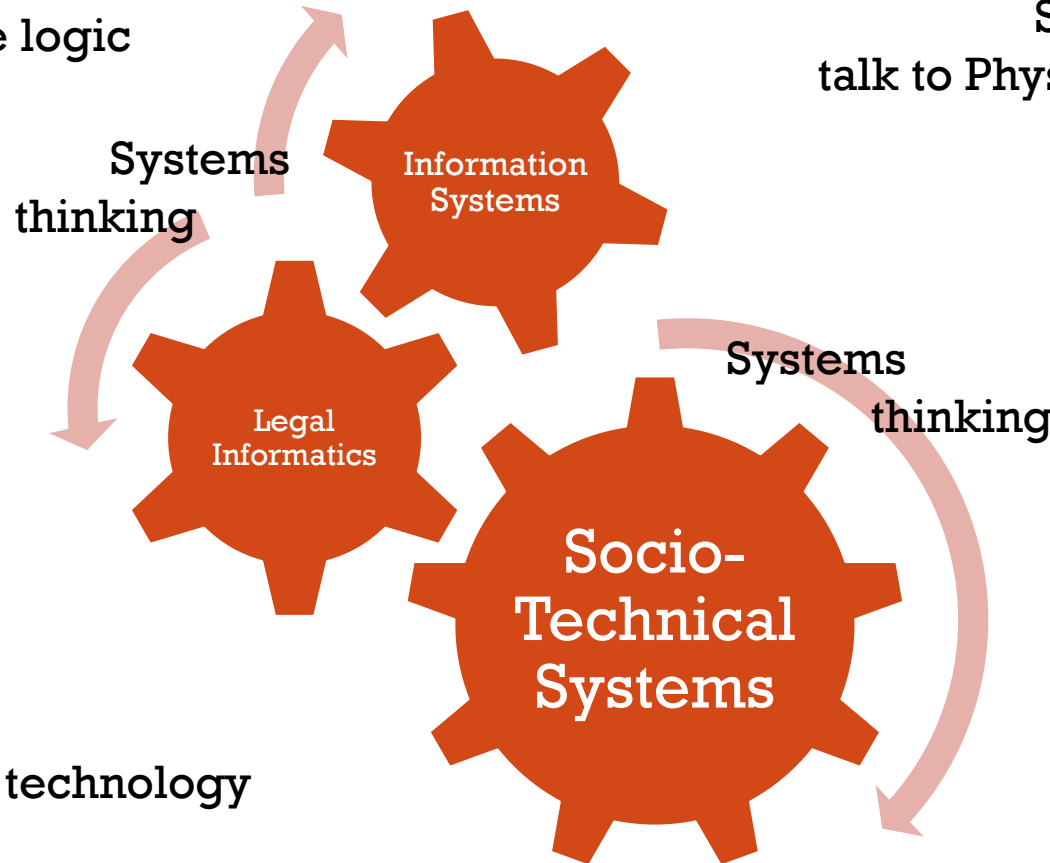 e logic
S
talk to Phys
Systems
thinking
Information
Systems
Systems
thinking
Legal
Informatics
Socio-
Technical
Systems
technology